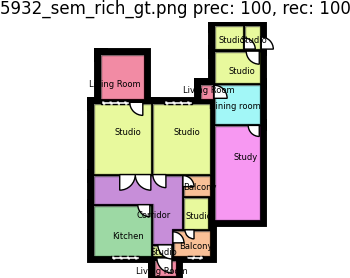 5932_sem_rich_gt.png prec: 100, rec: 100
Studio
Studio
Studio
Living Room
Living Room
Dining room
Studio
Studio
Study
Balcony
Corridor
Studio
Kitchen
Balcony
Studio
Living Room